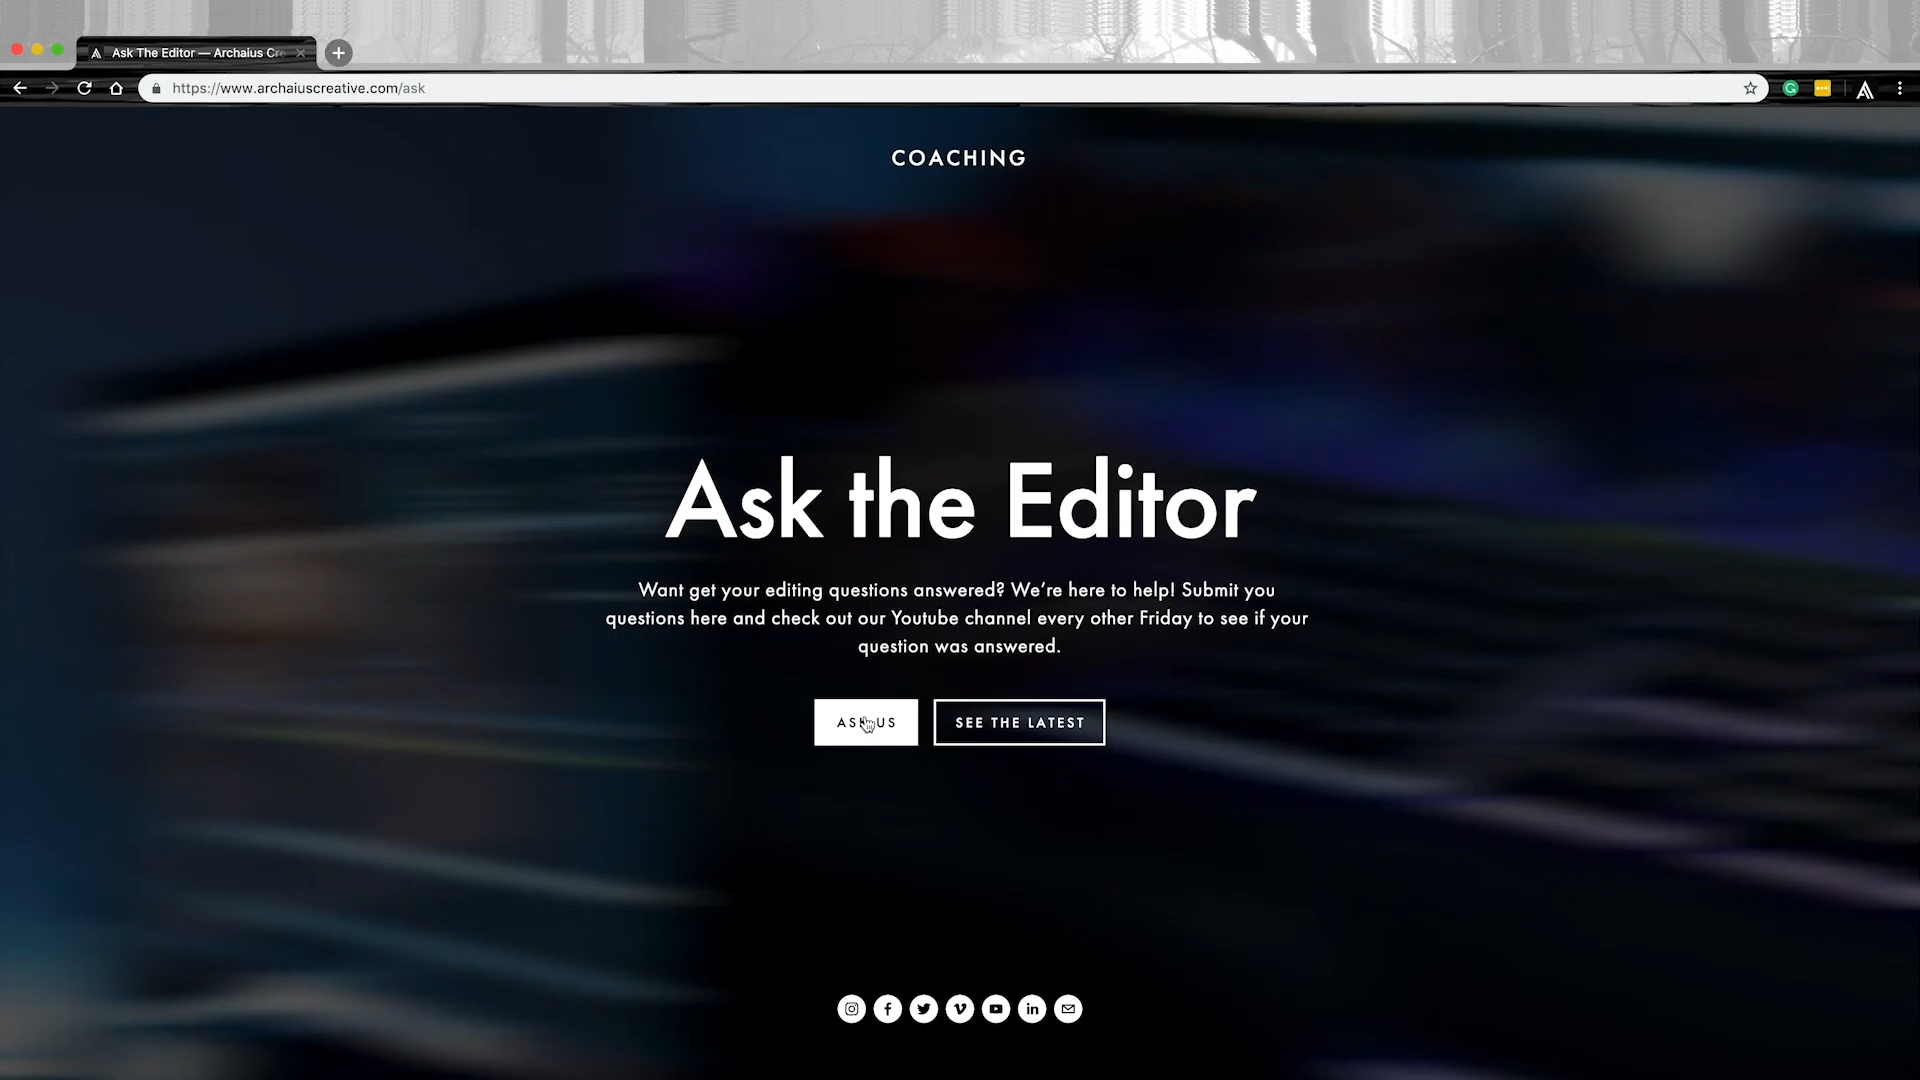 Ask The Editor — Archaius Cre
https://www.archaiuscreative.com/ask
COACHING
Ask the Editor
Want get your editing questions answered? We're here to help! Submit you
questions here and check out our Youtube channel every other Friday to see if your
question was answered.
ASK US
SEE THE LATEST